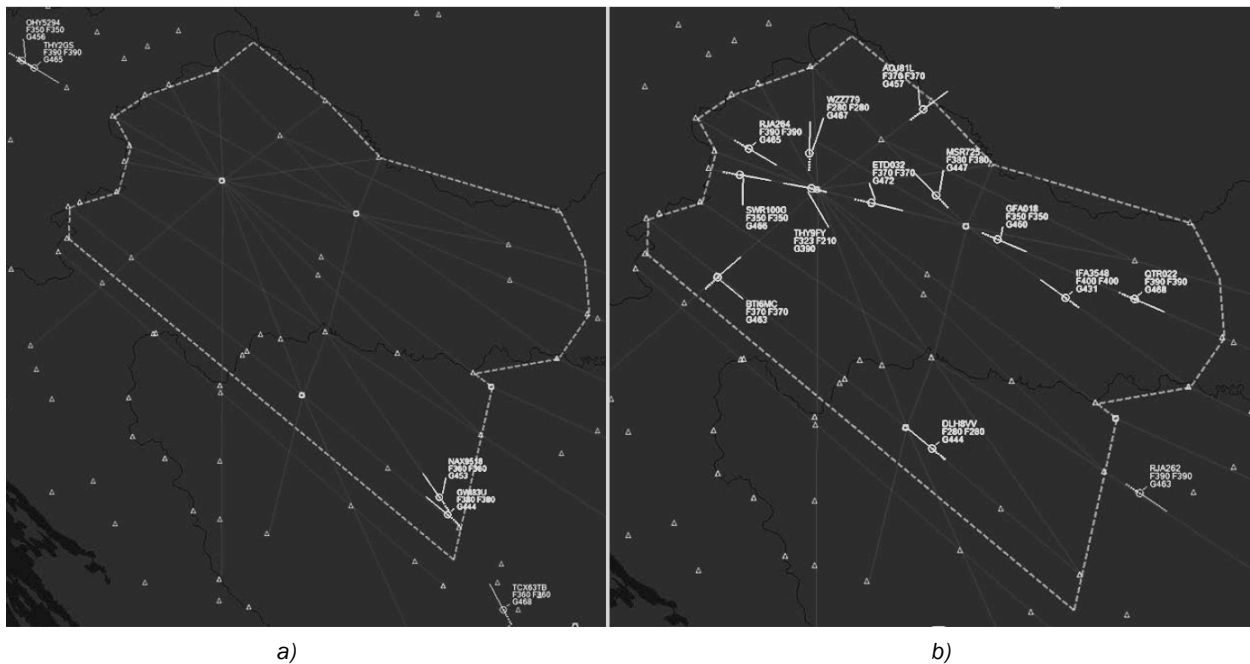 OHY5294
F350 F350
G456
THY2GS
F390 F390
G465
NAX9518
F360 F360
G453
GWI83U
F380 F380
G444
TCX63TB
F360 F360
G468
AOJ81L
F370 F370
G457
WZZ779
F280 F280
G467
RJA264
F390 F390
G465
MSR725
F380 F380
G447
ETD032
F370 F370
G472
SWR100G
F350 F350
G466
THY9FY
F323 F210
G390
GFA018
F350 F350
G460
IFA3548
F400 F400
G431
QTR022
F390 F390
G468
BTI6MC
F370 F370
G463
DLH8VV
F280 F280
G444
RJA262
F390 F390
G463
a)
b)